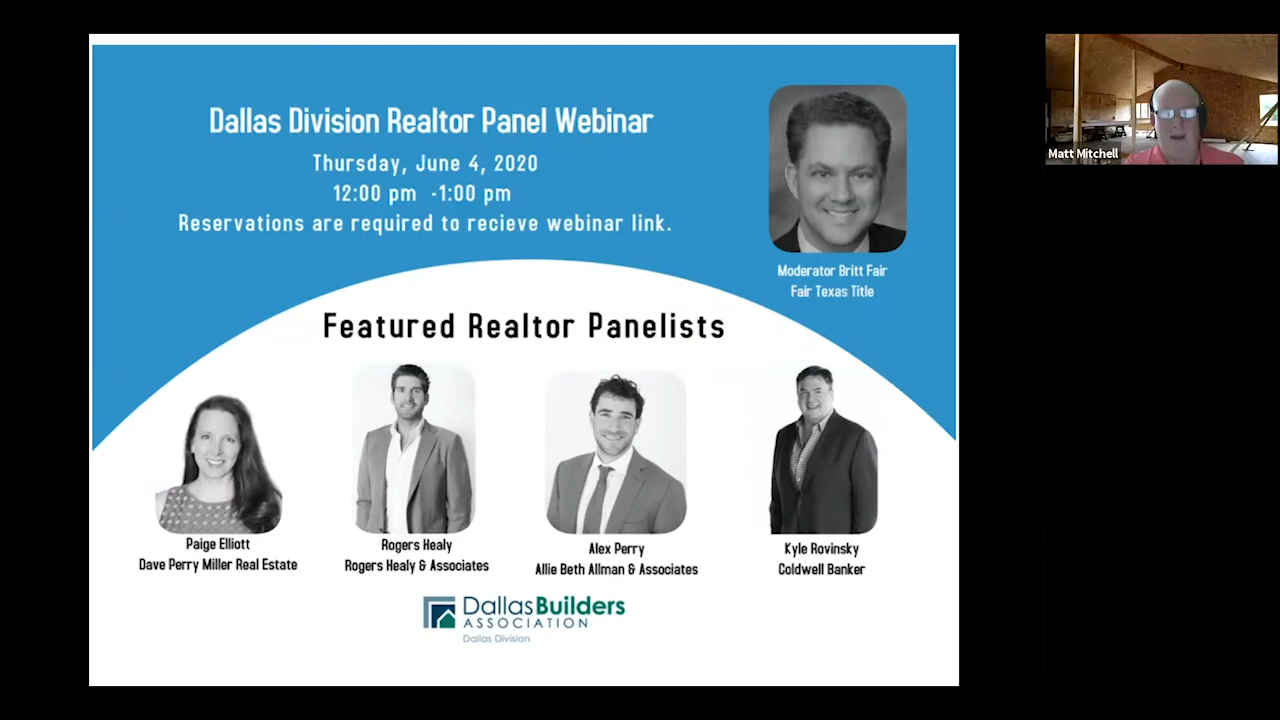 Dallas Division Realtor Panel Webinar
Thursday, June 4, 2020
12:00 pm -1:00 pm
Reservations are required to recieve webinar link.
Moderator Britt Fair
Fair Texas Title
Matt Mitchell
Featured Realtor Panelists
Paige Elliott
Dave Perry Miller Real Estate
Rogers Healy
Rogers Healy & Associates
Alex Perry
Allie Beth Allman & Associates
Kyle Rovinsky
Coldwell Banker
DallasBuilders
ASSOCIATION
Dallas Division